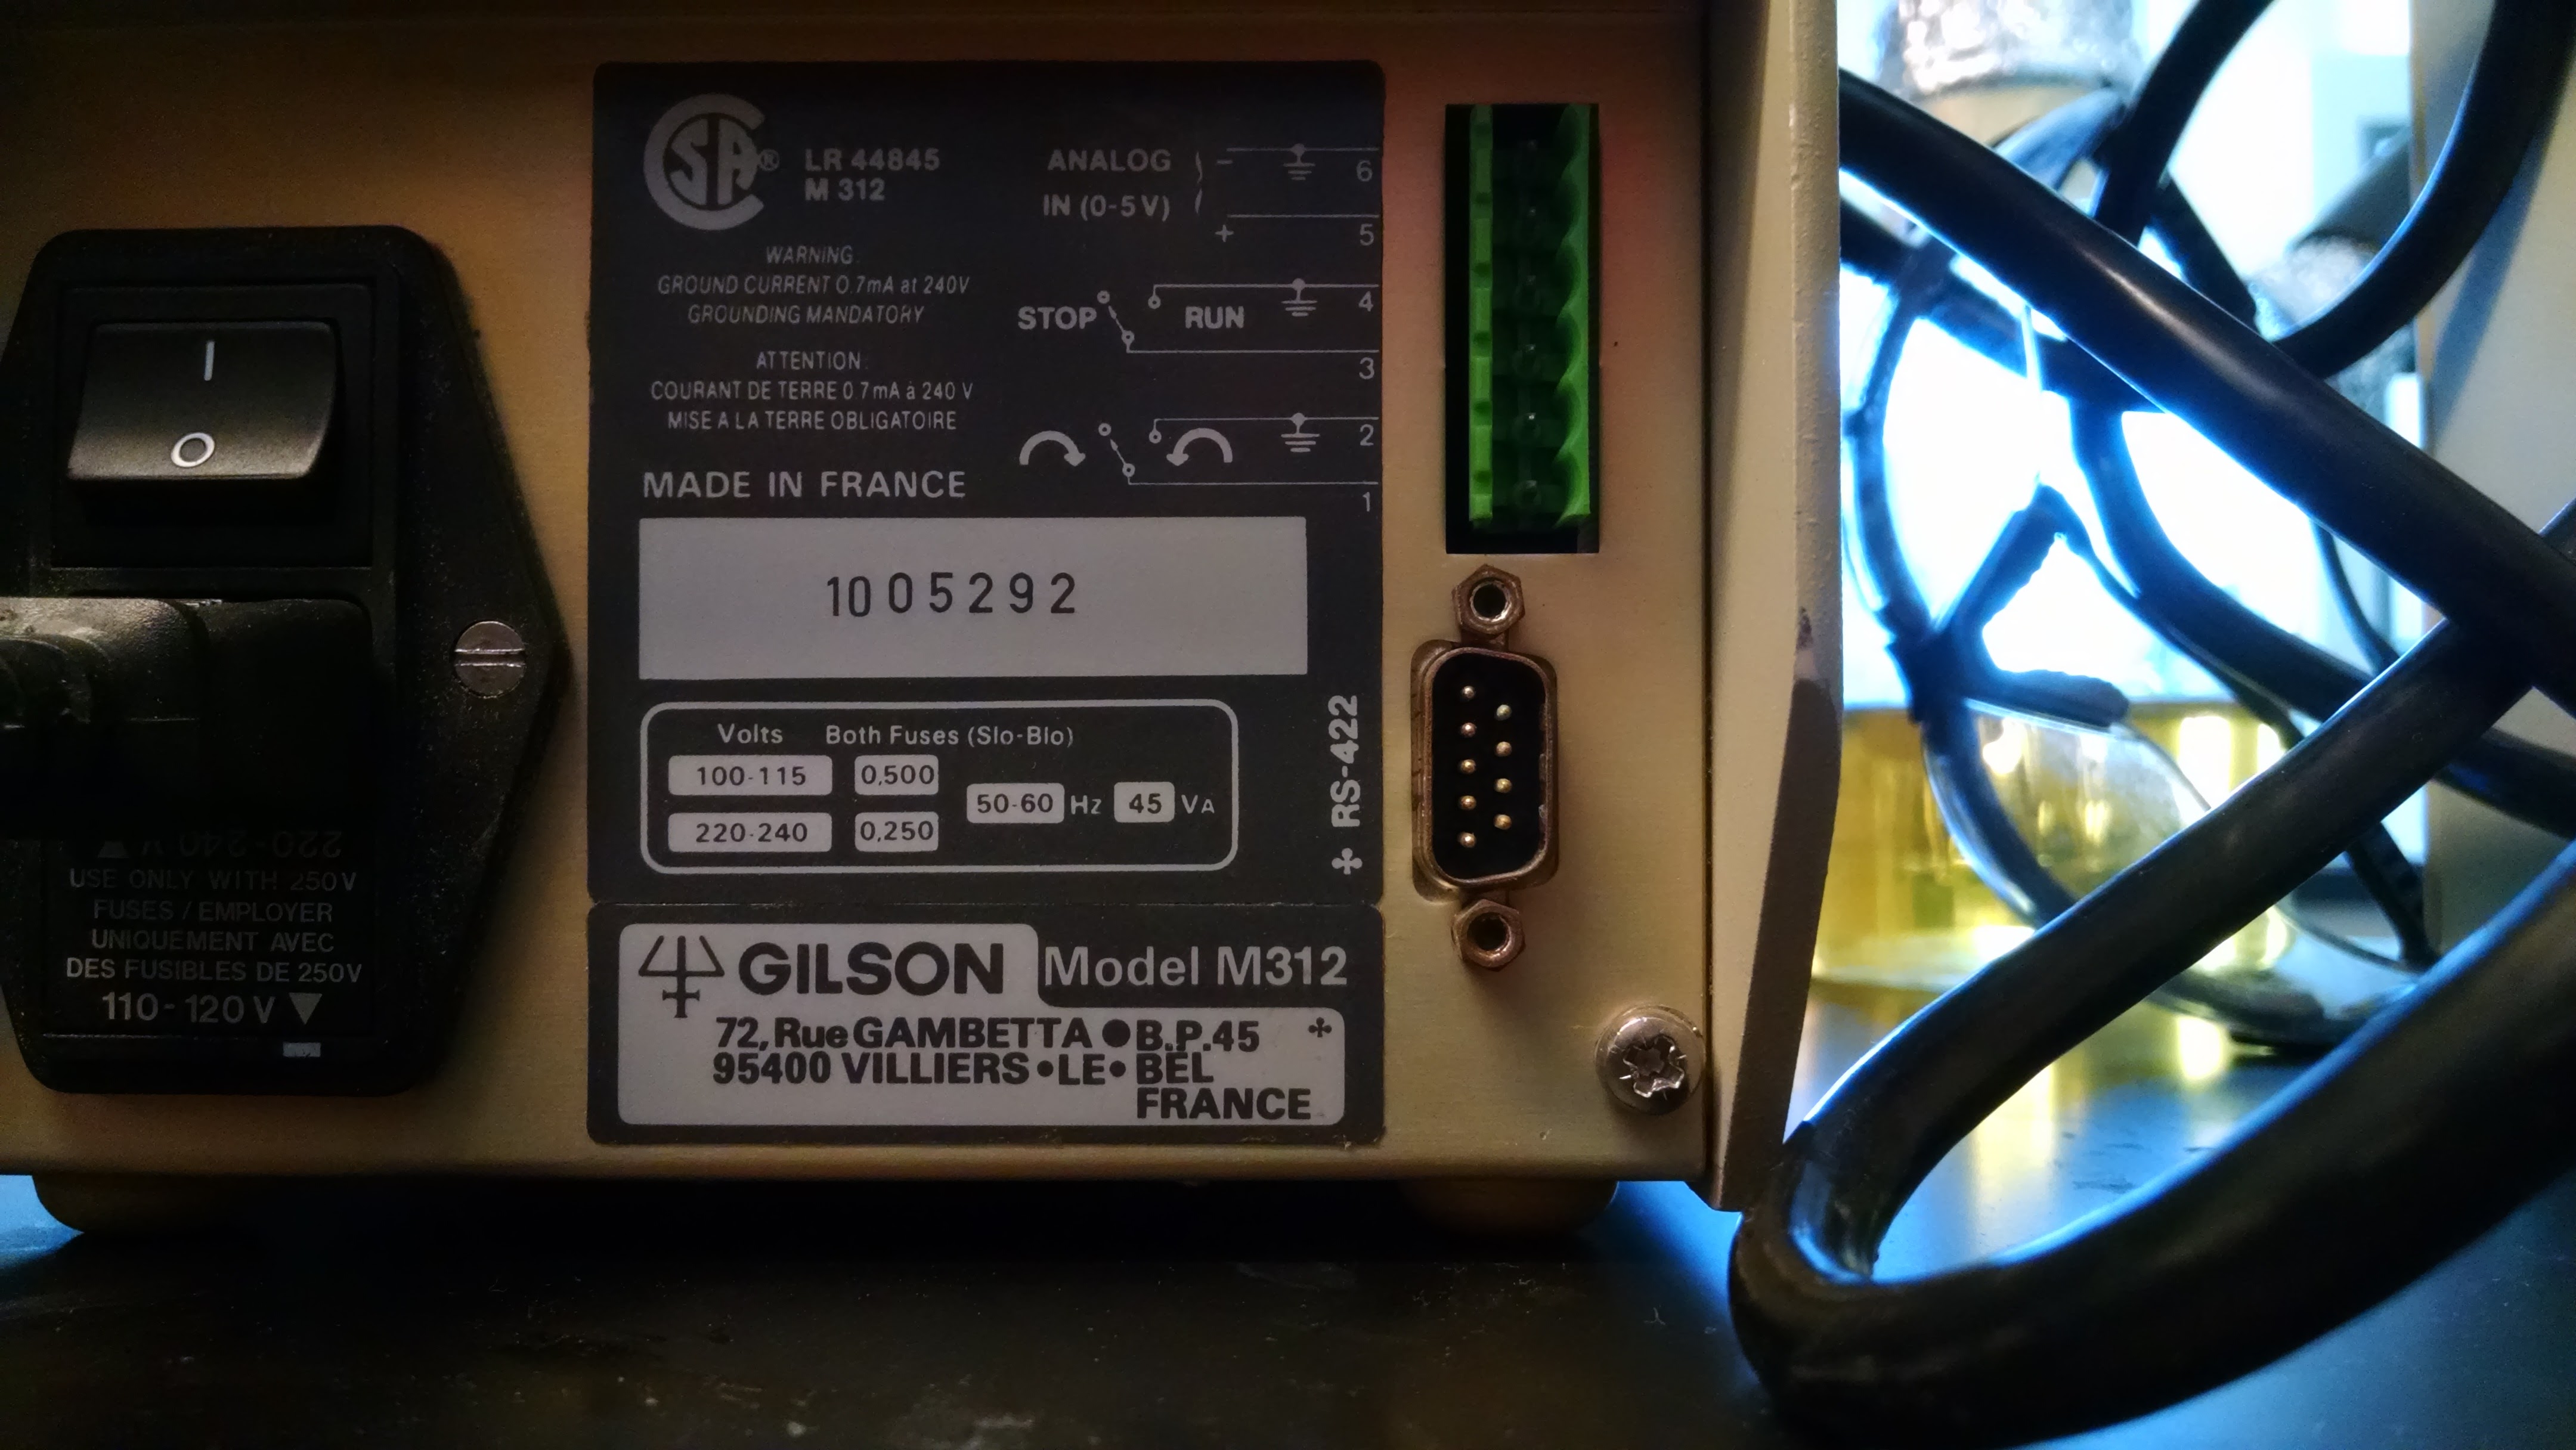 CSA®
LR 44845
M 312
WARNING:
GROUND CURRENT 0.7mA at 240V
GROUNDING MANDATORY
ATTENTION:
COURANT DE TERRE 0.7mA à 240 V
MISE A LA TERRE OBLIGATOIRE
MADE IN FRANCE
ANALOG
IN (0-5V)
- 6
+ 5
STOP RUN 4
3
2
1
1005292
Volts Both Fuses (Slo-Blo)
100-115 0,500
50-60 Hz 45 VA
220-240 0,250
RS-422
GILSON Model M312
72, Rue GAMBETTA ● B.P.45
95400 VILLIERS • LE • BEL
FRANCE
I
O
220-240 V ▲
USE ONLY WITH 250V
FUSES / EMPLOYER
UNIQUEMENT AVEC
DES FUSIBLES DE 250V
110-120 V ▼